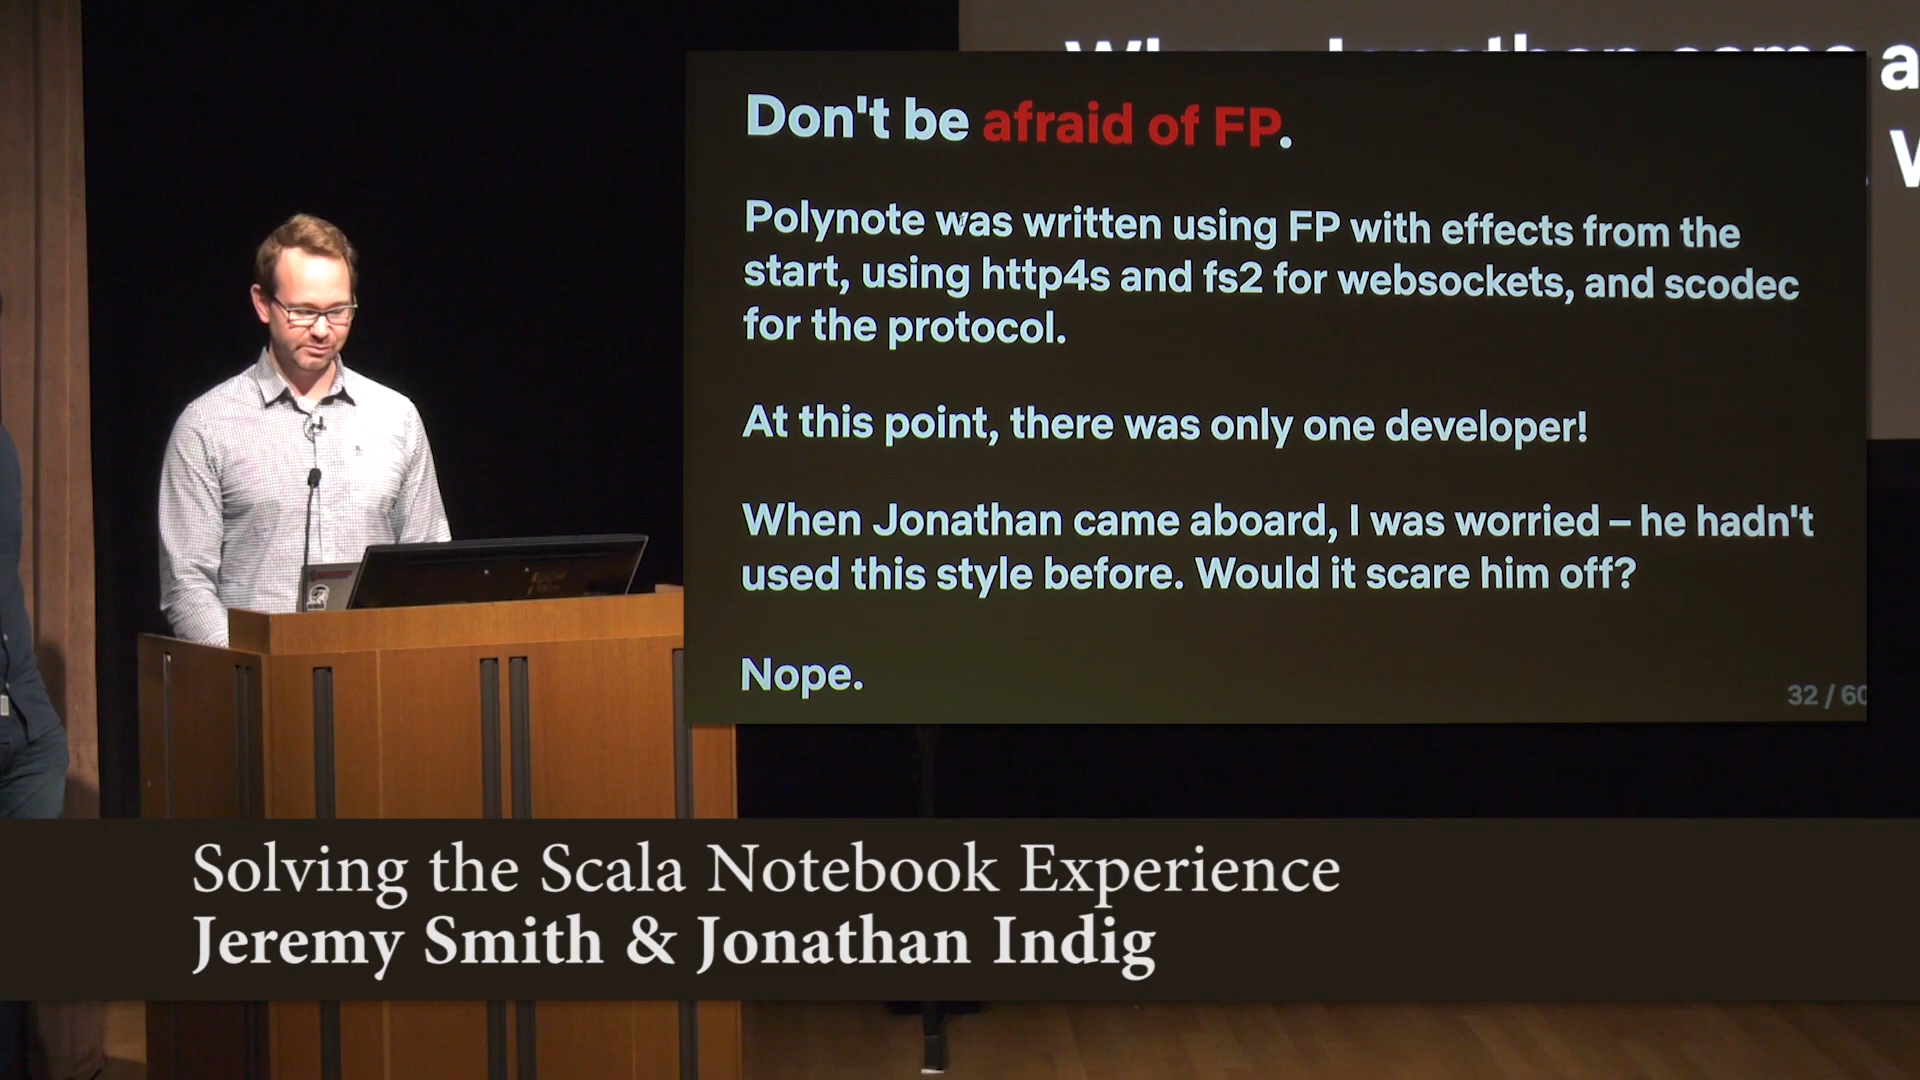 Don't be afraid of FP.
Polynote was written using FP with effects from the
start, using http4s and fs2 for websockets, and scodec
for the protocol.
At this point, there was only one developer!
When Jonathan came aboard, I was worried – he hadn't
used this style before. Would it scare him off?
Nope.
Solving the Scala Notebook Experience
Jeremy Smith & Jonathan Indig